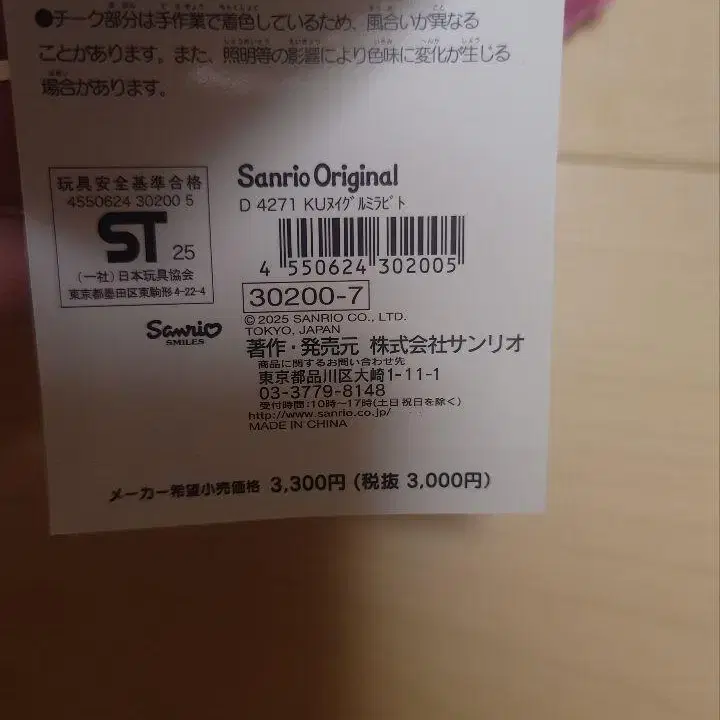 ●チーク部分は手作業で着色しているため、風合いが異なる
ことがあります。また、照明等の影響により色味に変化が生じる
場合があります。
玩具安全基準合格
4550624 30200 5
ST 25
(一社)日本玩具協会
東京都墨田区東駒形4-22-4
Sanrio
SMILES
Sanrio Original
D 4271 KUヌイグルミラビト
4 550624 302005
30200-7
©2025 SANRIO CO., LTD.
TOKYO, JAPAN
著作・発売元 株式会社サンリオ
商品に関するお問い合わせ先
東京都品川区大崎1-11-1
03-3779-8148
受付時間:10時~17時(土日祝日を除く)
http://www.sanrio.co.jp/
MADE IN CHINA
メーカー希望小売価格 3,300円 (税抜 3,000円)